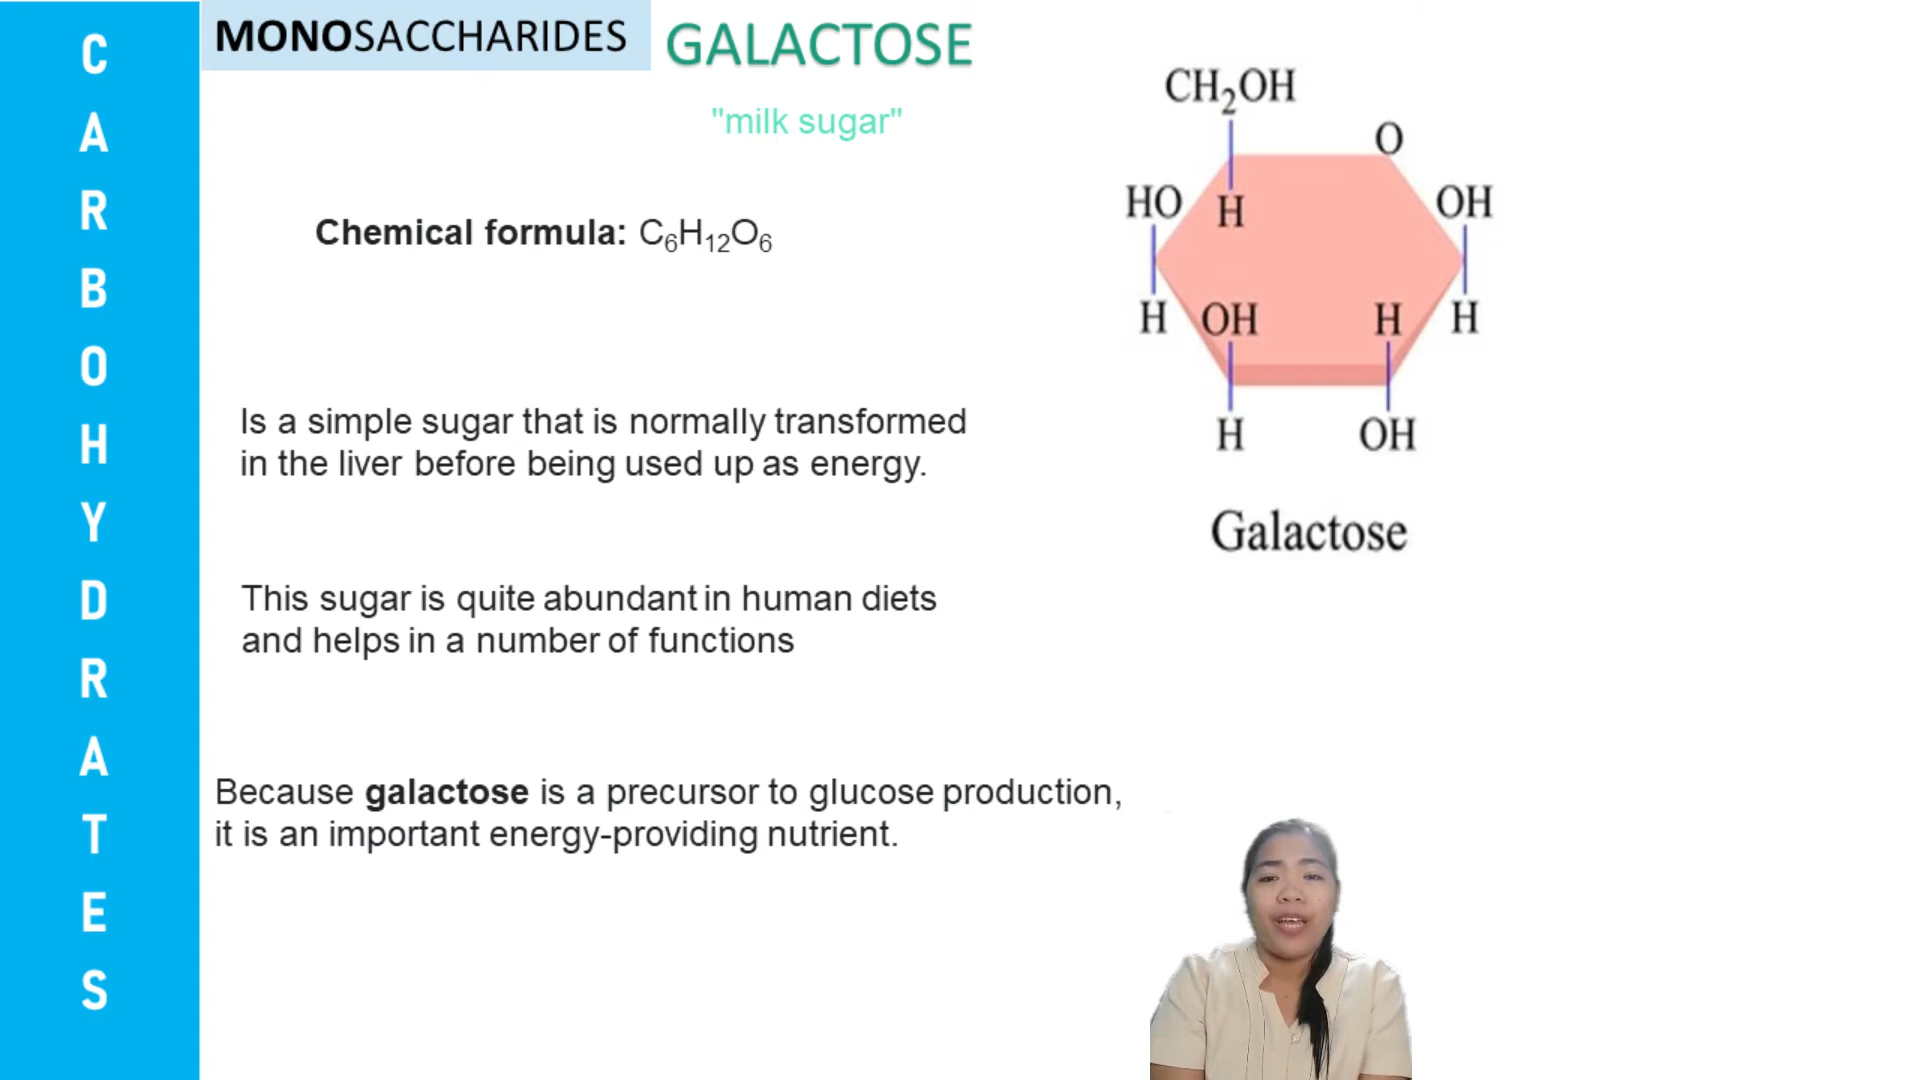 CARBOHYDRATES
MONOSACCHARIDES
GALACTOSE
"milk sugar"
Chemical formula: C₆H₁₂O₆
Is a simple sugar that is normally transformed
in the liver before being used up as energy.
This sugar is quite abundant in human diets
and helps in a number of functions
Because galactose is a precursor to glucose production,
it is an important energy-providing nutrient.
CH₂OH
O
HO H OH
H OH H H
H OH
Galactose